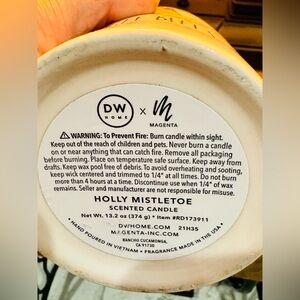 DW
HOME
x
MAGENTA
⚠ WARNING: To Prevent Fire: Burn candle within sight.
Keep out of the reach of children and pets. Never burn a candle
on or near anything that can catch fire. Remove all packaging
before burning. Place on temperature safe surface. Keep away from
drafts. Keep wax pool free of debris. To avoid overheating and sooting,
keep wick centered and trimmed to 1/4" at all times. Do not burn
more than 4 hours at a time. Discontinue use when 1/4" of wax
remains. Seller and manufacturer are not responsible for misuse.
HOLLY MISTLETOE
SCENTED CANDLE
Net Wt. 13.2 oz (374 g) * Item #RD173911
DWHOME.COM 21H35
MAGENTA-INC.COM
RANCHO CUCAMONGA,
CA 91730
HAND POURED IN VIETNAM • FRAGRANCE MADE IN THE USA